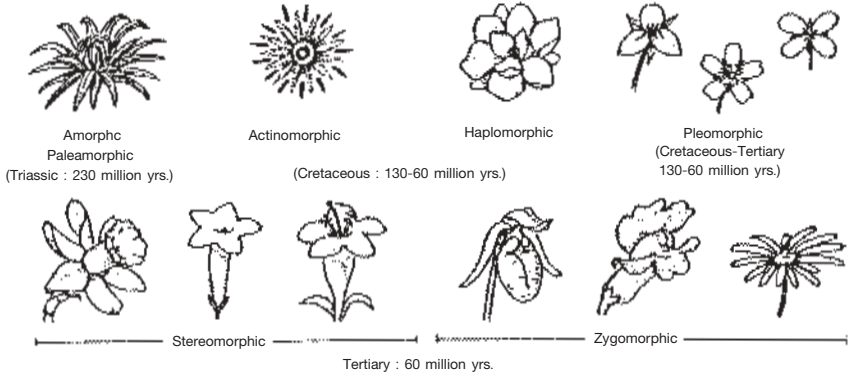 Amorphc
Paleamorphic
(Triassic : 230 million yrs.)
Actinomorphic
Haplomorphic
(Cretaceous : 130-60 million yrs.)
Pleomorphic
(Cretaceous-Tertiary
130-60 million yrs.)
Stereomorphic
Zygomorphic
Tertiary : 60 million yrs.